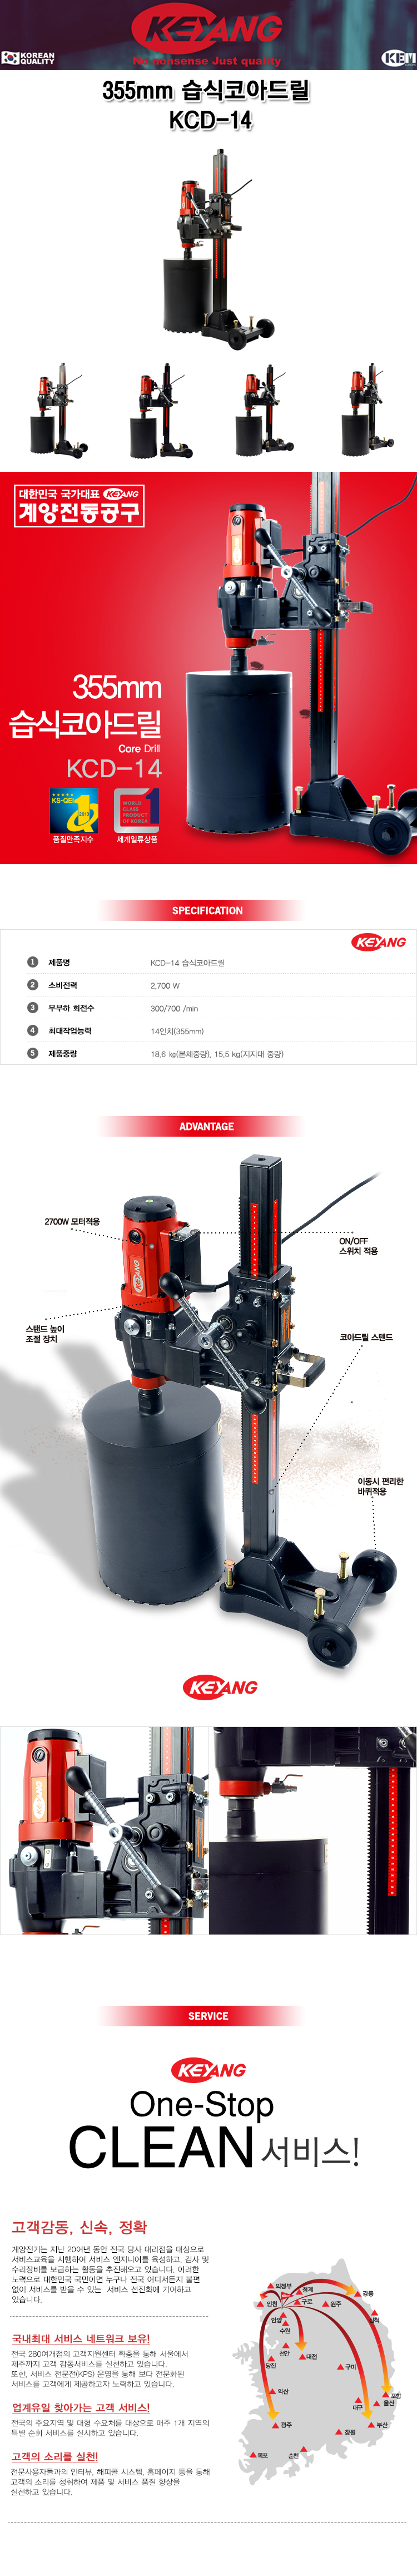 KEYANG
No nonsense Just quality
KOREAN
QUALITY
KEM
355mm 습식코아드릴
KCD-14
대한민국 국가대표 KEYANG
계양전동공구
355mm
습식코아드릴
Core Drill
KCD-14
KS-QEI
품질만족지수
WORLD
CLASS
PRODUCT
OF KOREA
세계일류상품
SPECIFICATION
KEYANG
1 제품명 KCD-14 습식코아드릴
2 소비전력 2,700 W
3 무부하 회전수 300/700 /min
4 최대작업능력 14인치(355mm)
5 제품중량 18,6 kg(본체중량), 15,5 kg(지지대 중량)
ADVANTAGE
2700W 모터적용
ON/OFF
스위치 적용
스탠드 높이
조절 장치
코아드릴 스텐드
이동시 편리한
바퀴적용
KEYANG
KEYANG
SERVICE
KEYANG
One-Stop
CLEAN 서비스!
고객감동, 신속, 정확
계양전기는 지난 20여년 동안 전국 당사 대리점을 대상으로
서비스교육을 시행하여 서비스 엔지니어를 육성하고, 검사 및
수리장비를 보급하는 활동을 추진해오고 있습니다. 이러한
노력으로 대한민국 국민이면 누구나 전국 어디서든지 불편
없이 서비스를 받을 수 있는 서비스 선진화에 기여하고
있습니다.
국내최대 서비스 네트워크 보유!
전국 280여개점의 고객지원센터 확충을 통해 서울에서
제주까지 고객 감동서비스를 실천하고 있습니다.
또한, 서비스 전문점(KPS) 운영을 통해 보다 전문화된
서비스를 고객에게 제공하고자 노력하고 있습니다.
업계유일 찾아가는 고객 서비스!
전국의 주요지역 및 대형 수요처를 대상으로 매주 1개 지역의
특별 순회 서비스를 실시하고 있습니다.
고객의 소리를 실천!
전문사용자들과의 인터뷰, 해피콜 시스템, 홈페이지 등을 통해
고객의 소리를 청취하여 제품 및 서비스 품질 향상을
실천하고 있습니다.
의정부
청계
강릉
인천
구로
원주
안양
수원
천안
대전
당진
구미
익산
포항
대구
울산
광주
부산
창원
목포
순천